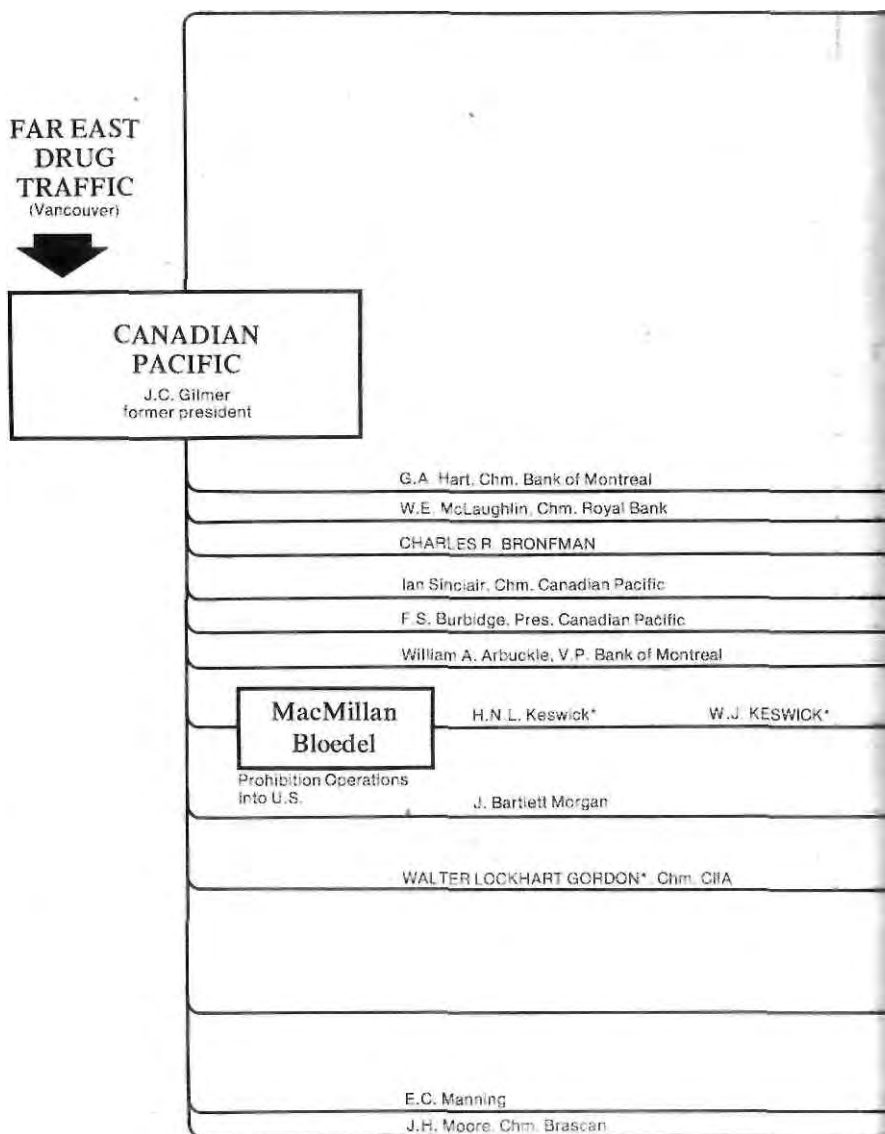 FAR EAST
DRUG
TRAFFIC
(Vancouver)
CANADIAN
PACIFIC
J.C. Gilmer
former president
G.A. Hart, Chm. Bank of Montreal
W.E. McLaughlin, Chm. Royal Bank
CHARLES R. BRONFMAN
Ian Sinclair, Chm. Canadian Pacific
F.S. Burbidge, Pres. Canadian Pacific
William A. Arbuckle, V.P. Bank of Montreal
MacMillan
Bloedel
H.N.L. Keswick* W.J. KESWICK*
Prohibition Operations
Into U.S.
J. Bartlett Morgan
WALTER LOCKHART GORDON*, Chm. CIIA
E.C. Manning
J.H. Moore, Chm. Brascan